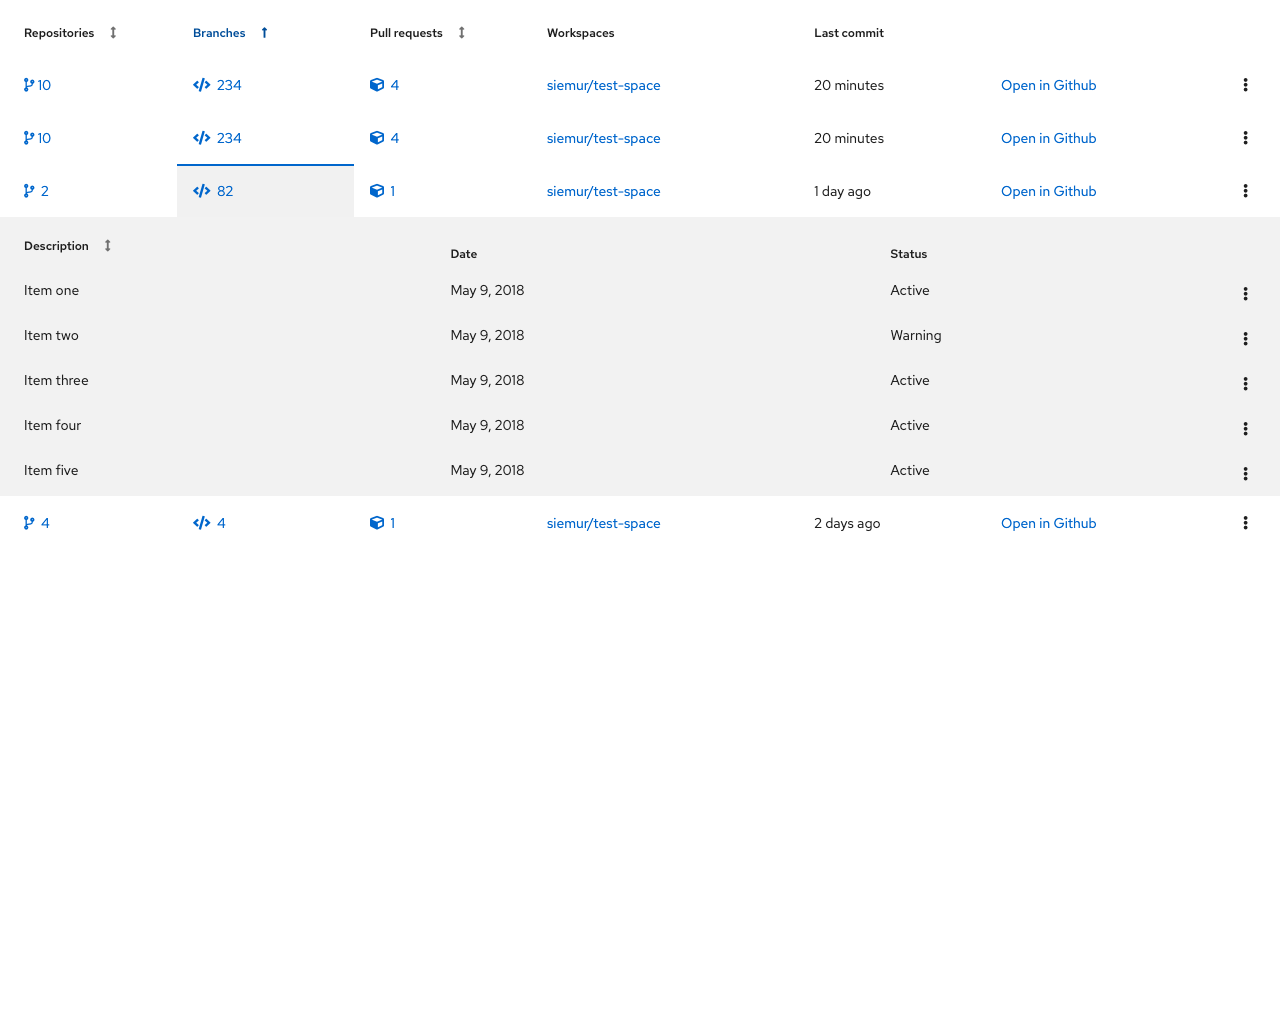 Repositories Branches Pull requests Workspaces Last commit
10 234 4 siemur/test-space 20 minutes Open in Github
10 234 4 siemur/test-space 20 minutes Open in Github
2 82 1 siemur/test-space 1 day ago Open in Github
Description Date Status
Item one May 9, 2018 Active
Item two May 9, 2018 Warning
Item three May 9, 2018 Active
Item four May 9, 2018 Active
Item five May 9, 2018 Active
4 4 1 siemur/test-space 2 days ago Open in Github